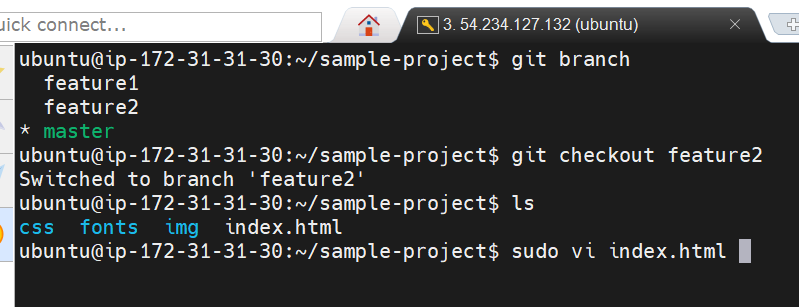 uick connect...
3. 54.234.127.132 (ubuntu)
ubuntu@ip-172-31-31-30:~/sample-project$ git branch
feature1
feature2
* master
ubuntu@ip-172-31-31-30:~/sample-project$ git checkout feature2
Switched to branch 'feature2'
ubuntu@ip-172-31-31-30:~/sample-project$ ls
css fonts img index.html
ubuntu@ip-172-31-31-30:~/sample-project$ sudo vi index.html